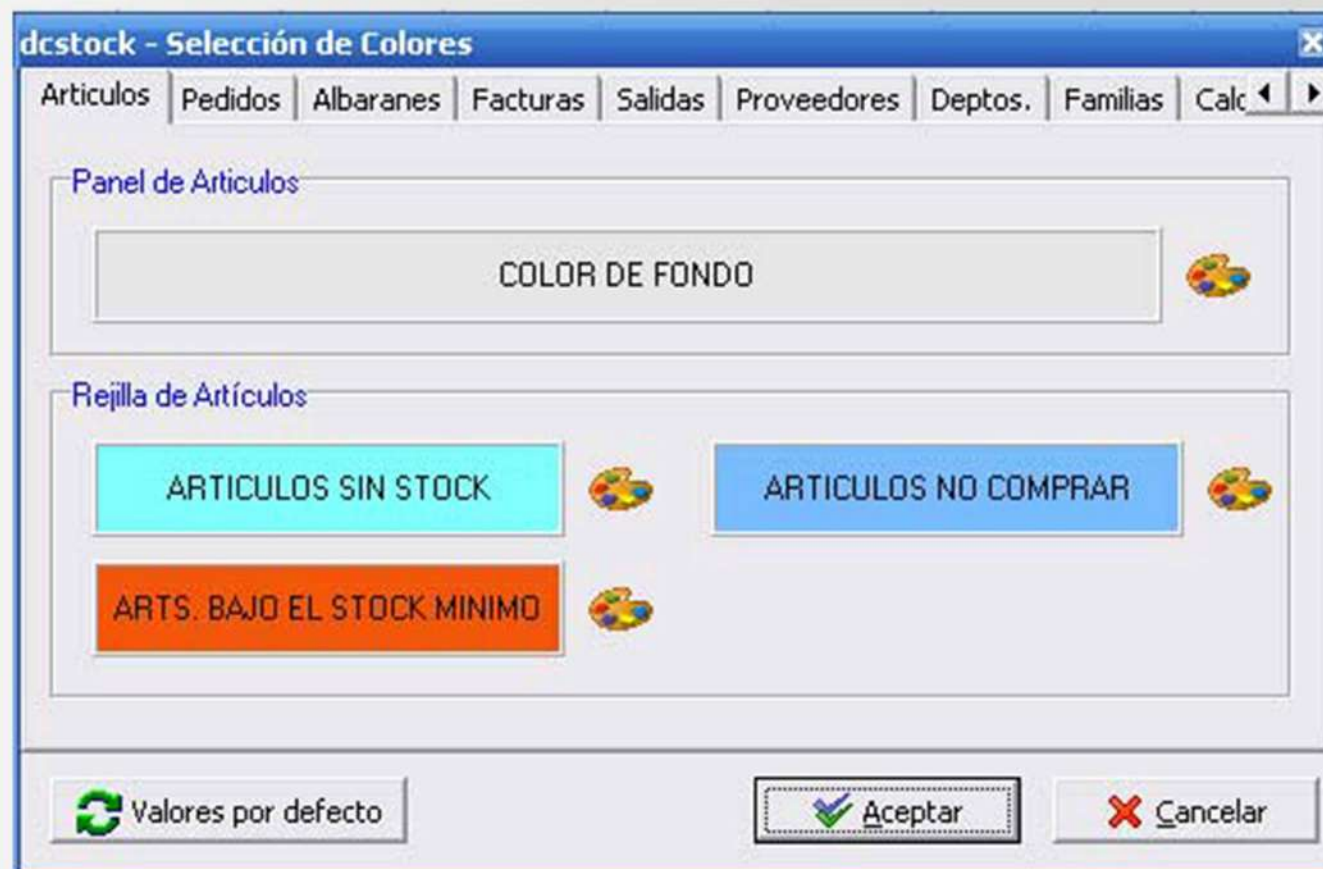 dcstock - Selección de Colores
Articulos Pedidos Albaranes Facturas Salidas Proveedores Deptos. Familias Calc
Panel de Articulos
COLOR DE FONDO
Rejilla de Artículos
ARTICULOS SIN STOCK ARTICULOS NO COMPRAR
ARTS. BAJO EL STOCK MINIMO
Valores por defecto Aceptar Cancelar